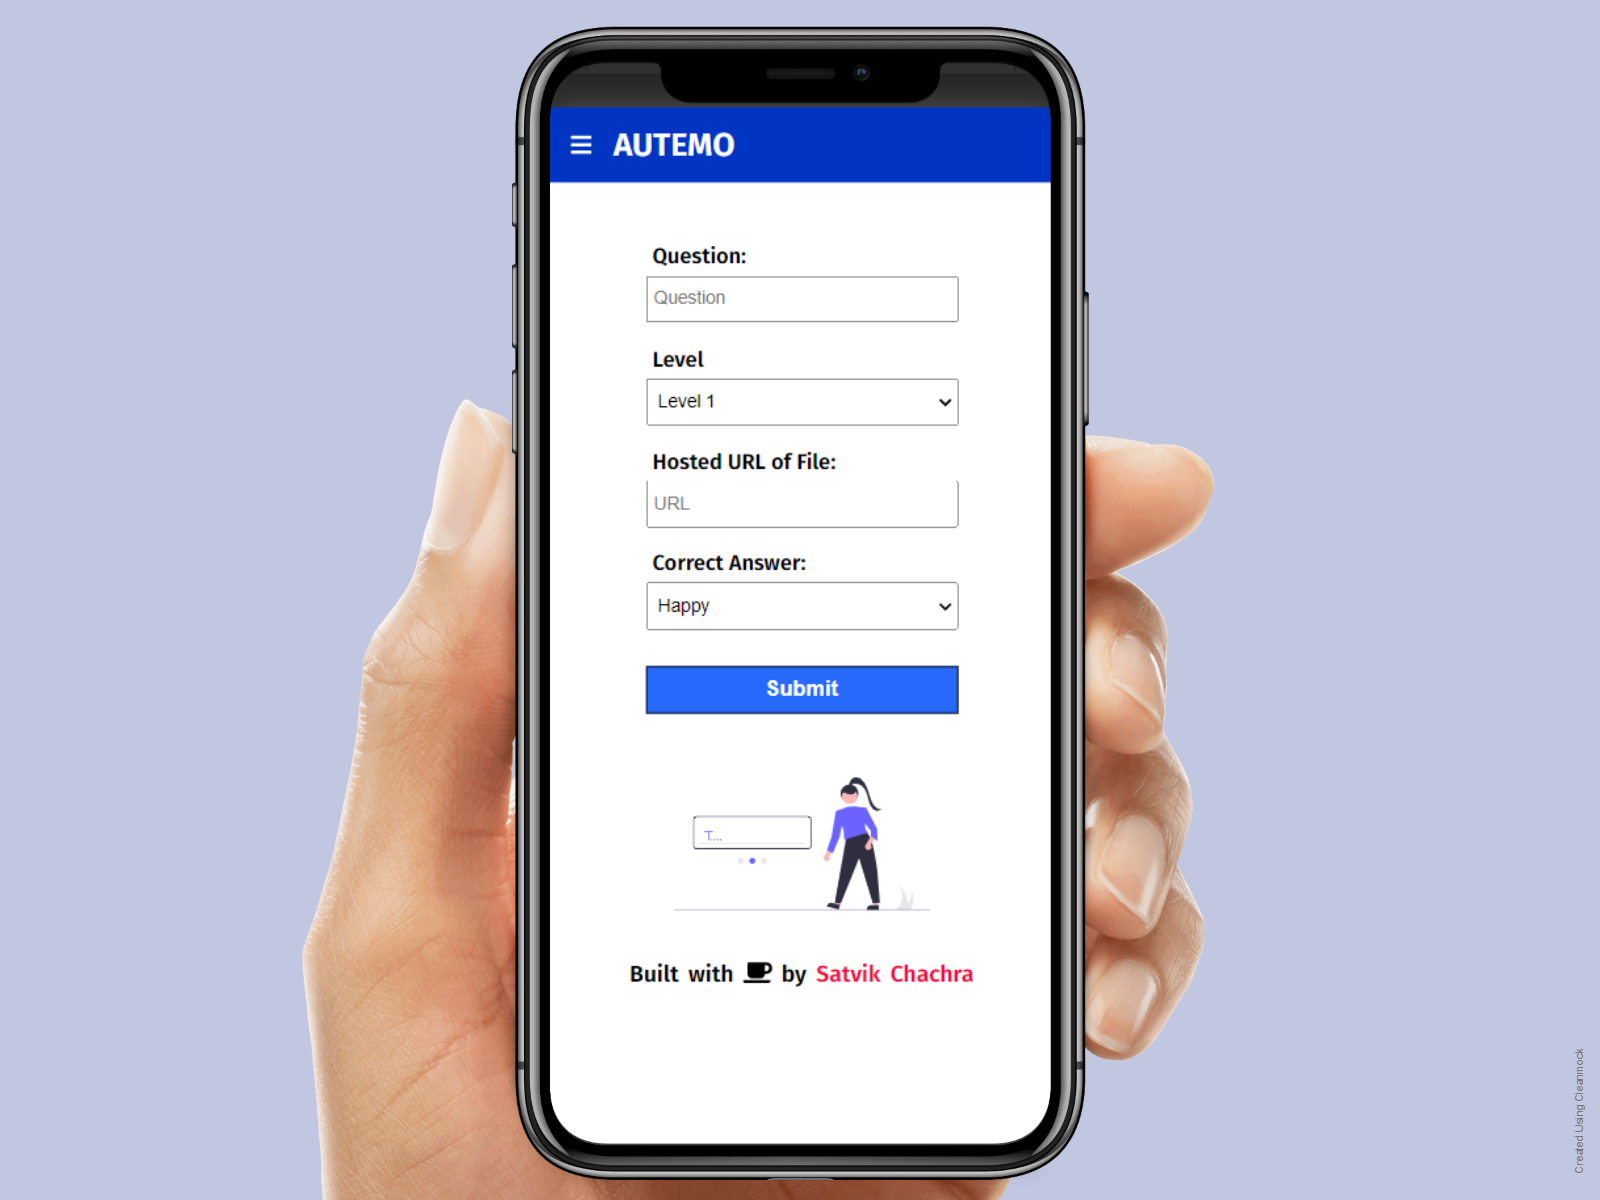 AUTEMO
Question:
Question
Level
Level 1
Hosted URL of File:
URL
Correct Answer:
Happy
Submit
T...
Built with by Satvik Chachra
Created Using Cleanmock